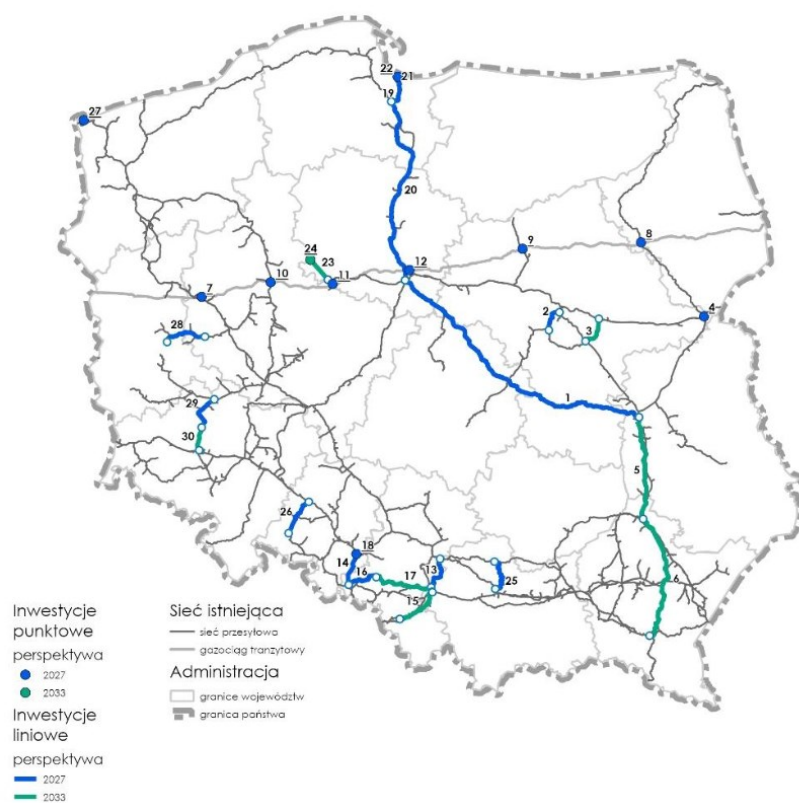 22
21
19
27
20
8
9
24
23
12
7
10
11
4
28
2
3
1
29
30
5
26
18
14
16
17
13
25
15
6
Inwestycje
punktowe
perspektywa
2027
2033
Inwestycje
liniowe
perspektywa
2027
2033
Sieć istniejąca
sieć przesyłowa
gazociąg tranzytowy
Administracja
granice województw
granica państwa